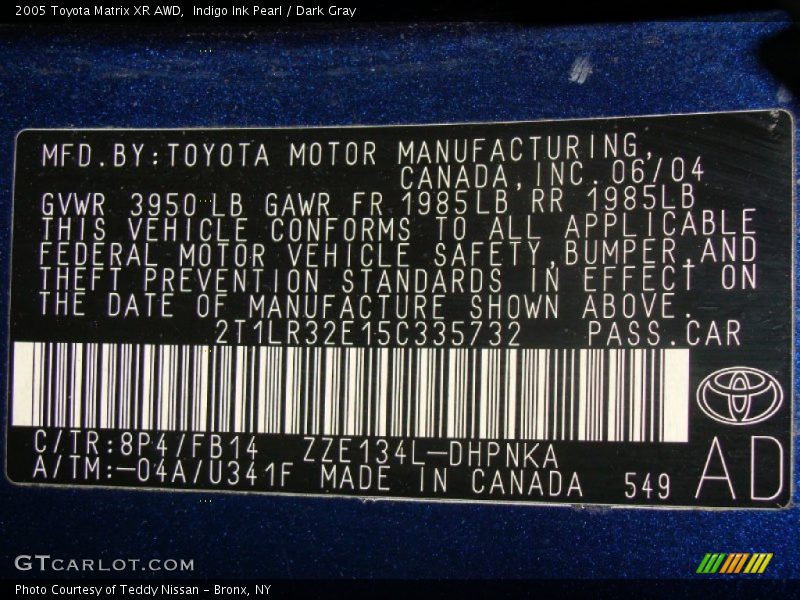 2005 Toyota Matrix XR AWD,  Indigo Ink Pearl / Dark Gray
MFD.BY:TOYOTA MOTOR MANUFACTURING,
CANADA,INC.06/04
GVWR 3950 LB GAWR FR 1985LB RR 1985LB
THIS VEHICLE CONFORMS TO ALL APPLICABLE
FEDERAL MOTOR VEHICLE SAFETY,BUMPER,AND
THEFT PREVENTION STANDARDS IN EFFECT ON
THE DATE OF MANUFACTURE SHOWN ABOVE.
2T1LR32E15C335732 PASS.CAR
C/TR:8P4/FB14 ZZE134L-DHPNKA
A/TM:-04A/U341F MADE IN CANADA 549
AD
GTCARLOT.COM
Photo Courtesy of Teddy Nissan - Bronx, NY